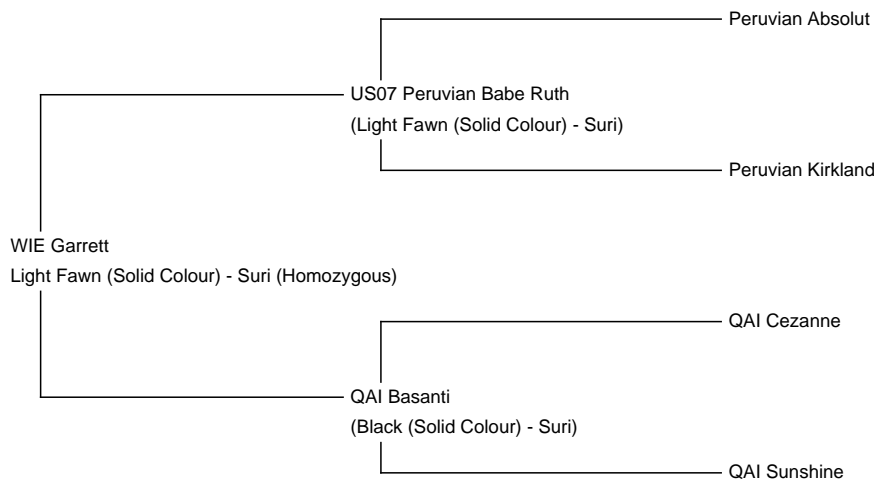 Peruvian Absolut
US07 Peruvian Babe Ruth
(Light Fawn (Solid Colour) - Suri)
Peruvian Kirkland
WIE Garrett
Light Fawn (Solid Colour) - Suri (Homozygous)
QAI Cezanne
QAI Basanti
(Black (Solid Colour) - Suri)
QAI Sunshine